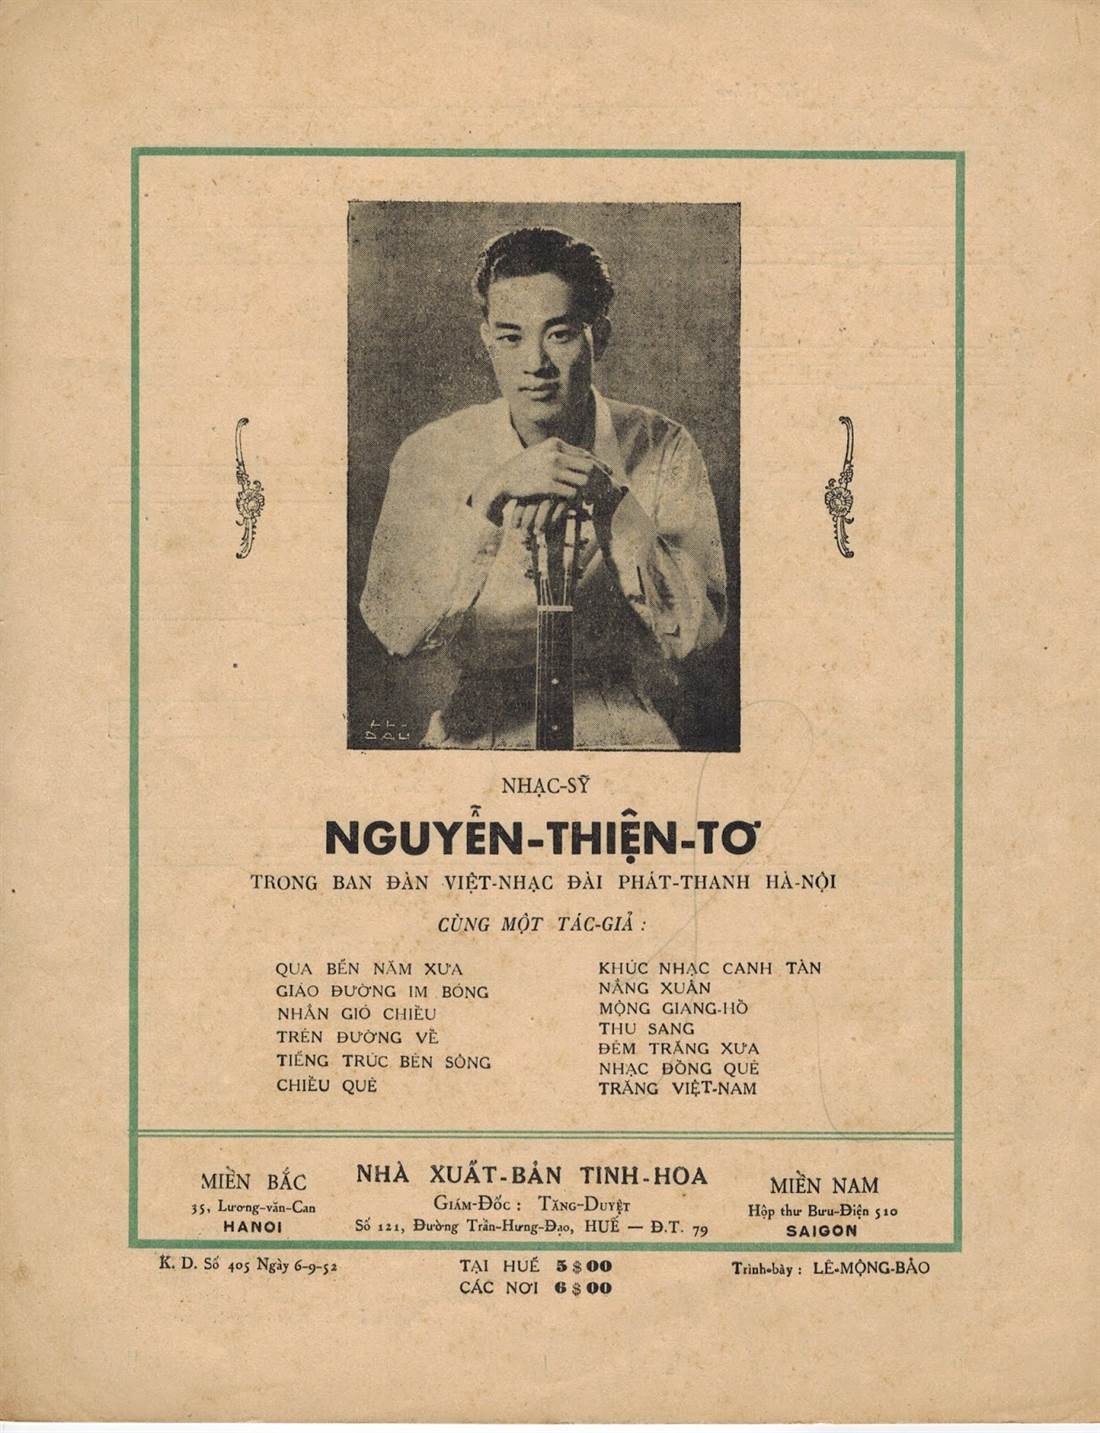 NHẠC-SỸ
NGUYỄN-THIỆN-TƠ
TRONG BAN ĐÀN VIỆT-NHẠC ĐÀI PHÁT-THANH HÀ-NỘI
CÙNG MỘT TÁC-GIẢ :
QUA BẾN NĂM XƯA
GIÁO ĐƯỜNG IM BÓNG
NHẮN GIÓ CHIỀU
TRÊN ĐƯỜNG VỀ
TIẾNG TRÚC BÊN SÔNG
CHIỀU QUÊ
KHÚC NHẠC CANH TÀN
NẮNG XUÂN
MỘNG GIANG-HỒ
THU SANG
ĐÊM TRĂNG XƯA
NHẠC ĐỒNG QUÊ
TRĂNG VIỆT-NAM
MIỀN BẮC
35, Lương-văn-Can
HANOI
NHÀ XUẤT-BẢN TINH-HOA
GIÁM-ĐỐC : TĂNG-DUYỆT
Số 121, Đường Trần-Hưng-Đạo, HUẾ — Đ.T. 79
MIỀN NAM
Hộp thư Bưu-Điện 510
SAIGON
K. D. Số 405 Ngày 6-9-52
TẠI HUẾ 5 $ 00
CÁC NƠI 6 $ 00
Trình-bày : LÊ-MỘNG-BẢO